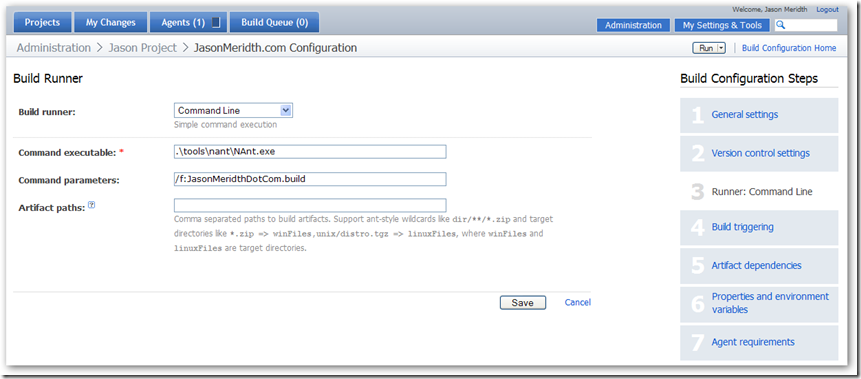 Welcome, Jason Meridth Logout
Projects My Changes Agents (1) Build Queue (0)
Administration My Settings & Tools
Administration > Jason Project > JasonMeridth.com Configuration
Run Build Configuration Home
Build Runner
Build runner: Command Line
Simple command execution
Command executable: * .\tools\nant\NAnt.exe
Command parameters: /f:JasonMeridthDotCom.build
Artifact paths: ?
Comma separated paths to build artifacts. Support ant-style wildcards like dir/**/*.zip and target
directories like *.zip => winFiles,unix/distro.tgz => linuxFiles, where winFiles and
linuxFiles are target directories.
Save Cancel
Build Configuration Steps
1 General settings
2 Version control settings
3 Runner: Command Line
4 Build triggering
5 Artifact dependencies
6 Properties and environment
variables
7 Agent requirements